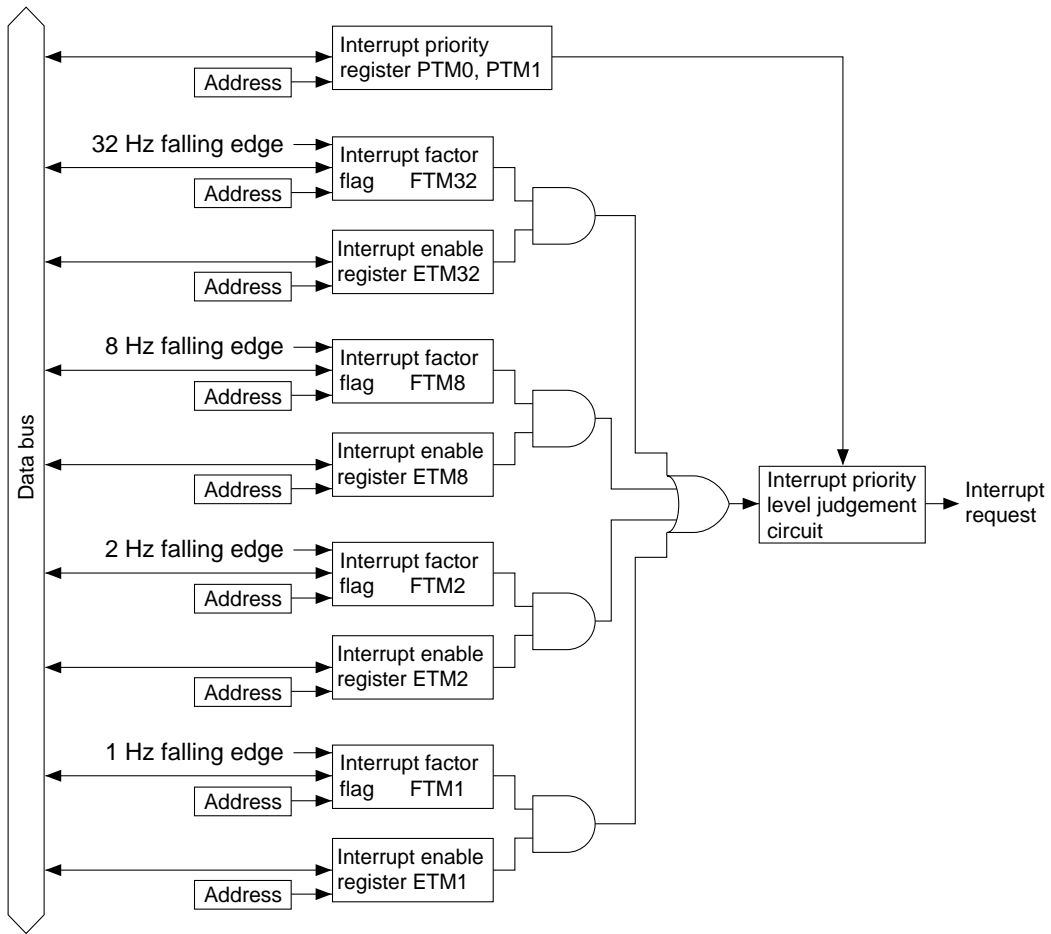 Data bus
Interrupt priority
register PTM0, PTM1
Address
32 Hz falling edge
Interrupt factor
flag FTM32
Address
Interrupt enable
register ETM32
Address
8 Hz falling edge
Interrupt factor
flag FTM8
Address
Interrupt enable
register ETM8
Address
2 Hz falling edge
Interrupt factor
flag FTM2
Address
Interrupt enable
register ETM2
Address
1 Hz falling edge
Interrupt factor
flag FTM1
Address
Interrupt enable
register ETM1
Address
Interrupt priority
level judgement
circuit
Interrupt
request